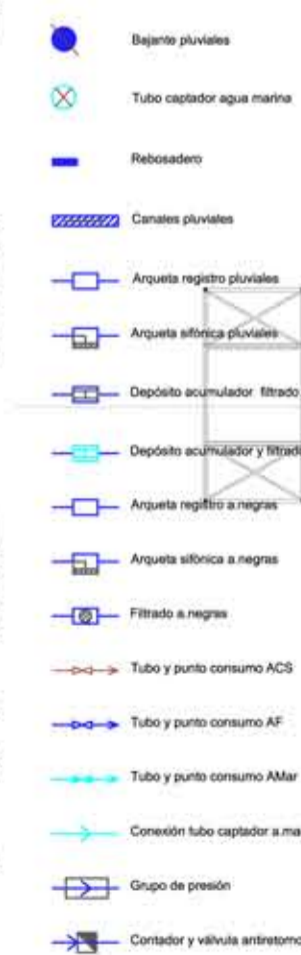 Bajante pluviales
Tubo captador agua marina
Rebosadero
Canales pluviales
Arqueta registro pluviales
Arqueta sifónica pluviales
Depósito acumulador filtrado
Depósito acumulador y filtrado
Arqueta registro a.negras
Arqueta sifónica a.negras
Filtrado a.negras
Tubo y punto consumo ACS
Tubo y punto consumo AF
Tubo y punto consumo AMar
Conexión tubo captador a.ma
Grupo de presión
Contador y válvula antiretorno